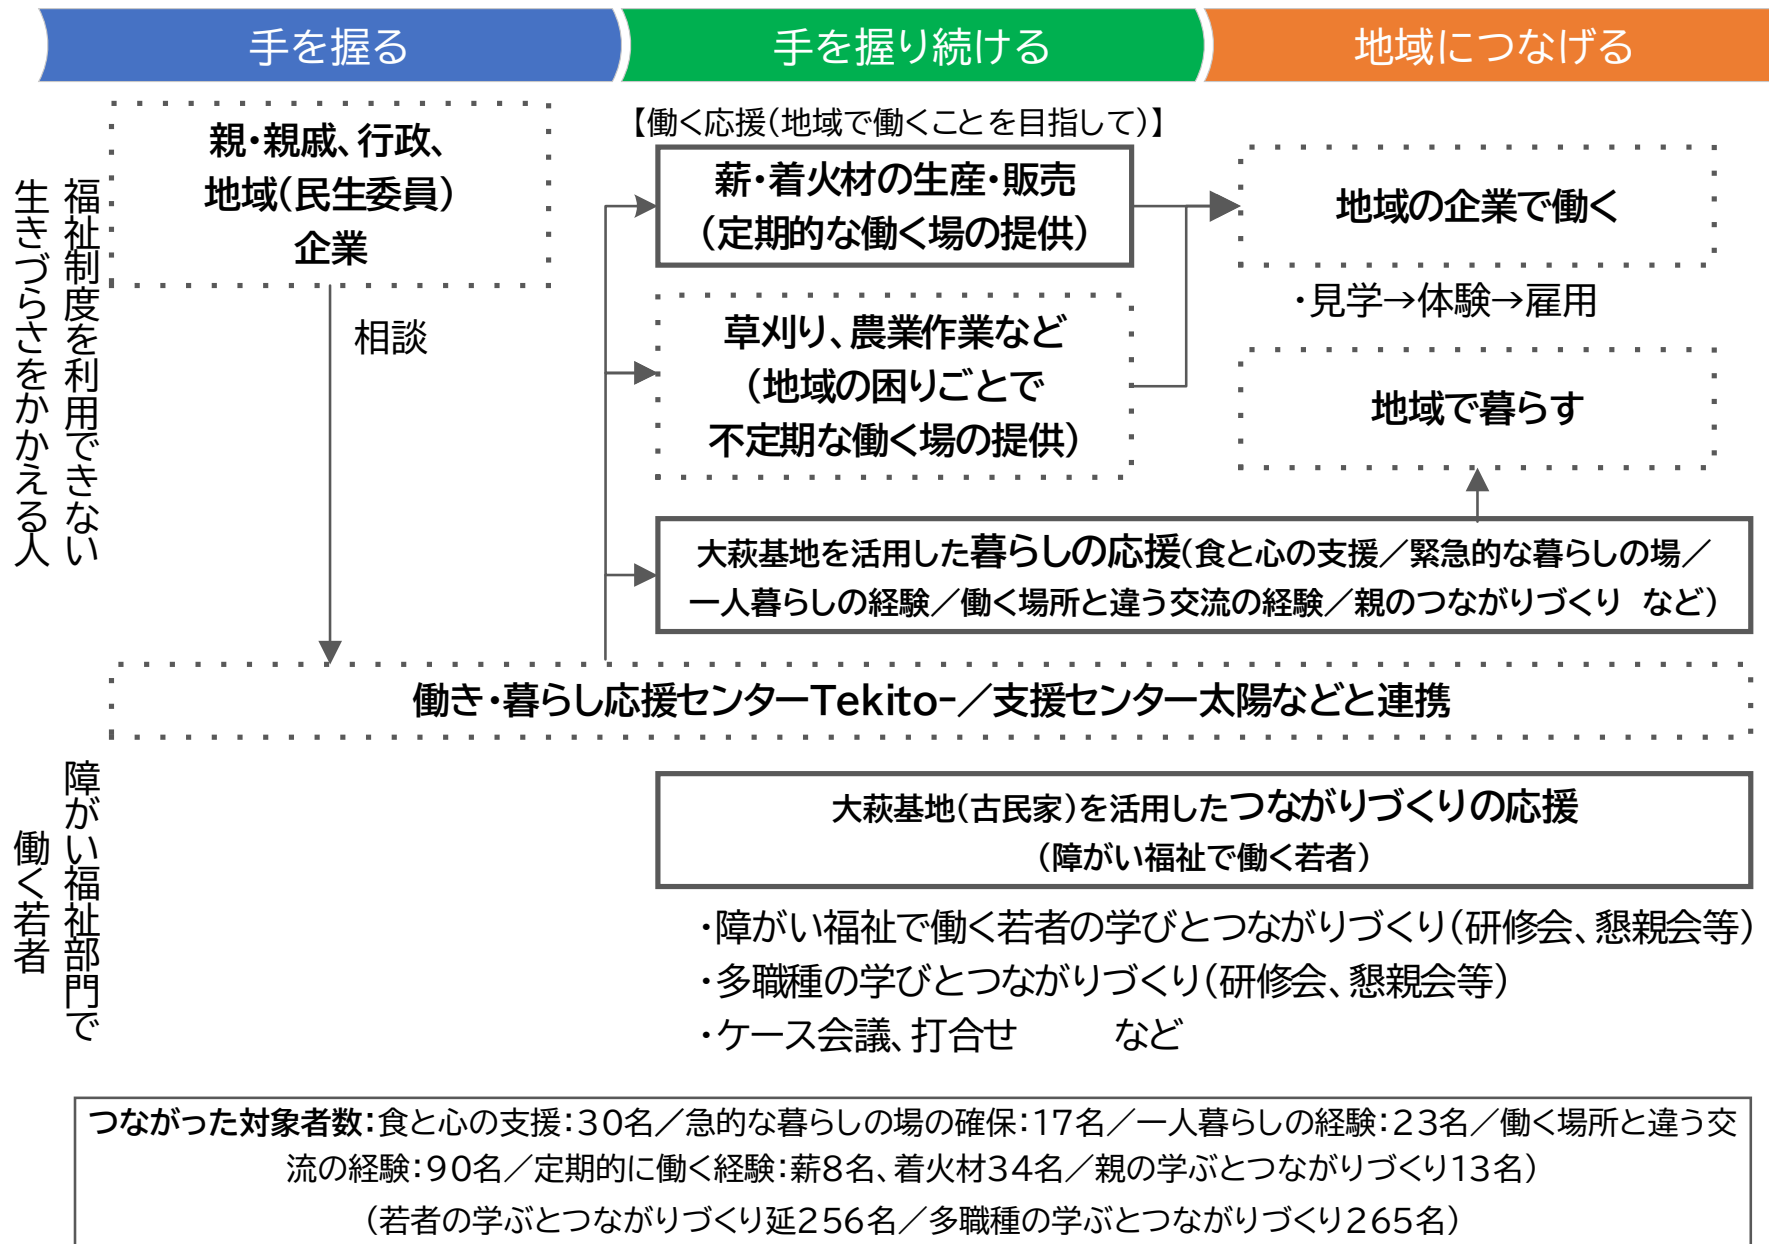 手を握る
手を握り続ける
地域につなげる
福祉制度を利用できない
生きづらさをかかえる人
親・親戚、行政、
地域(民生委員)
企業
相談
【働く応援(地域で働くことを目指して)】
薪・着火材の生産・販売
(定期的な働く場の提供)
草刈り、農業作業など
(地域の困りごとで
不定期な働く場の提供)
地域の企業で働く
・見学→体験→雇用
地域で暮らす
大萩基地を活用した暮らしの応援(食と心の支援／緊急的な暮らしの場／
一人暮らしの経験／働く場所と違う交流の経験／親のつながりづくり など)
働き・暮らし応援センターTekito-／支援センター太陽などと連携
障がい福祉部門で
働く若者
大萩基地(古民家)を活用したつながりづくりの応援
(障がい福祉で働く若者)
・障がい福祉で働く若者の学びとつながりづくり(研修会、懇親会等)
・多職種の学びとつながりづくり(研修会、懇親会等)
・ケース会議、打合せ　　など
つながった対象者数:食と心の支援:30名／急的な暮らしの場の確保:17名／一人暮らしの経験:23名／働く場所と違う交
流の経験:90名／定期的に働く経験:薪8名、着火材34名／親の学ぶとつながりづくり13名)
(若者の学ぶとつながりづくり延256名／多職種の学ぶとつながりづくり265名)